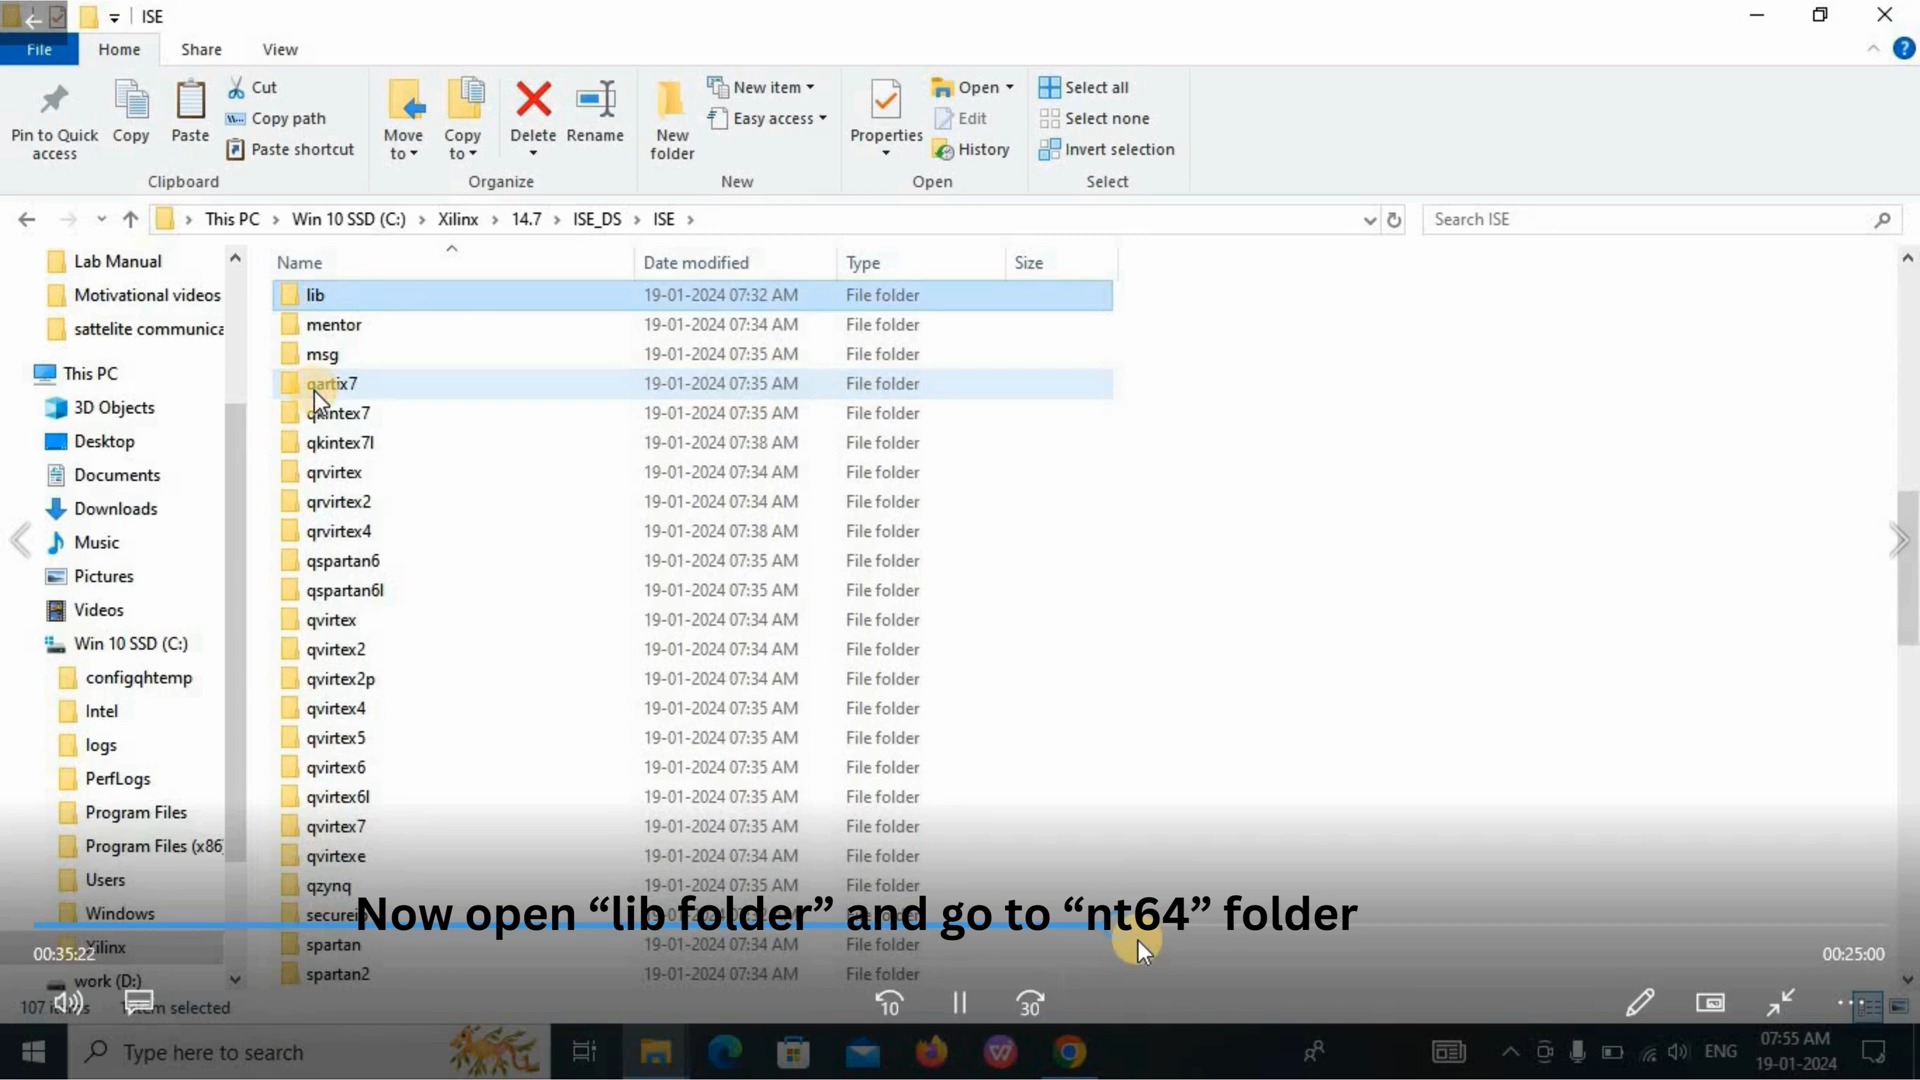 ISE
File Home Share View
Pin to Quick access
Copy
Paste
Cut
Copy path
Paste shortcut
Clipboard
Move to
Copy to
Delete
Rename
Organize
New folder
New item
Easy access
New
Properties
Open
Edit
History
Open
Select all
Select none
Invert selection
Select
This PC > Win 10 SSD (C:) > Xilinx > 14.7 > ISE_DS > ISE >
Search ISE
Lab Manual
Motivational videos
sattelite communica
This PC
3D Objects
Desktop
Documents
Downloads
Music
Pictures
Videos
Win 10 SSD (C:)
configqhtemp
Intel
logs
PerfLogs
Program Files
Program Files (x86)
Users
Windows
Xilinx
work (D:)
Name Date modified Type Size
lib 19-01-2024 07:32 AM File folder
mentor 19-01-2024 07:34 AM File folder
msg 19-01-2024 07:35 AM File folder
qartix7 19-01-2024 07:35 AM File folder
qkintex7 19-01-2024 07:35 AM File folder
qkintex7l 19-01-2024 07:38 AM File folder
qrvirtex 19-01-2024 07:34 AM File folder
qrvirtex2 19-01-2024 07:34 AM File folder
qrvirtex4 19-01-2024 07:38 AM File folder
qspartan6 19-01-2024 07:35 AM File folder
qspartan6l 19-01-2024 07:35 AM File folder
qvirtex 19-01-2024 07:34 AM File folder
qvirtex2 19-01-2024 07:34 AM File folder
qvirtex2p 19-01-2024 07:34 AM File folder
qvirtex4 19-01-2024 07:35 AM File folder
qvirtex5 19-01-2024 07:35 AM File folder
qvirtex6 19-01-2024 07:35 AM File folder
qvirtex6l 19-01-2024 07:35 AM File folder
qvirtex7 19-01-2024 07:35 AM File folder
qvirtexe 19-01-2024 07:34 AM File folder
qzynq 19-01-2024 07:35 AM File folder
Now open “lib folder” and go to “nt64” folder
spartan 19-01-2024 07:34 AM File folder
spartan2 19-01-2024 07:34 AM File folder
00:35:22
00:25:00
10
30
selected
Type here to search
ENG
07:55 AM
19-01-2024